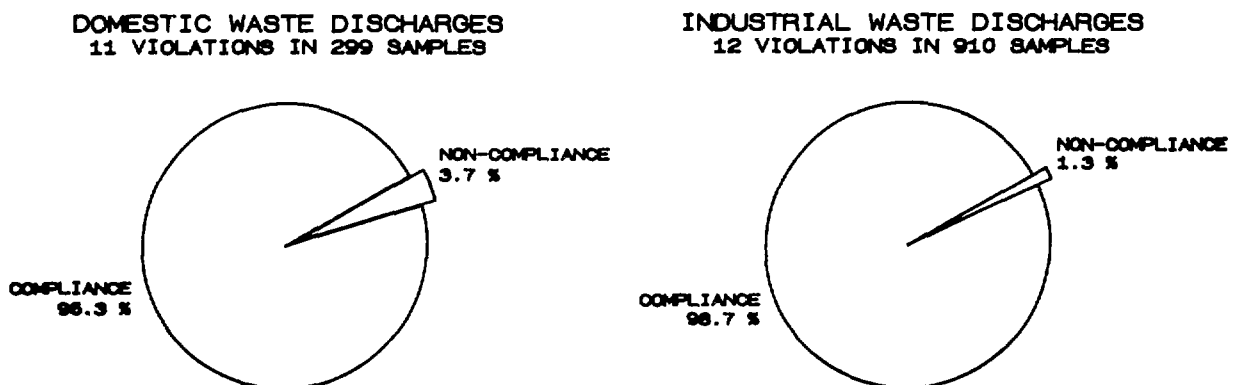 DOMESTIC WASTE DISCHARGES
11 VIOLATIONS IN 299 SAMPLES
NON-COMPLIANCE
3.7 %
COMPLIANCE
96.3 %
INDUSTRIAL WASTE DISCHARGES
12 VIOLATIONS IN 910 SAMPLES
NON-COMPLIANCE
1.3 %
COMPLIANCE
98.7 %